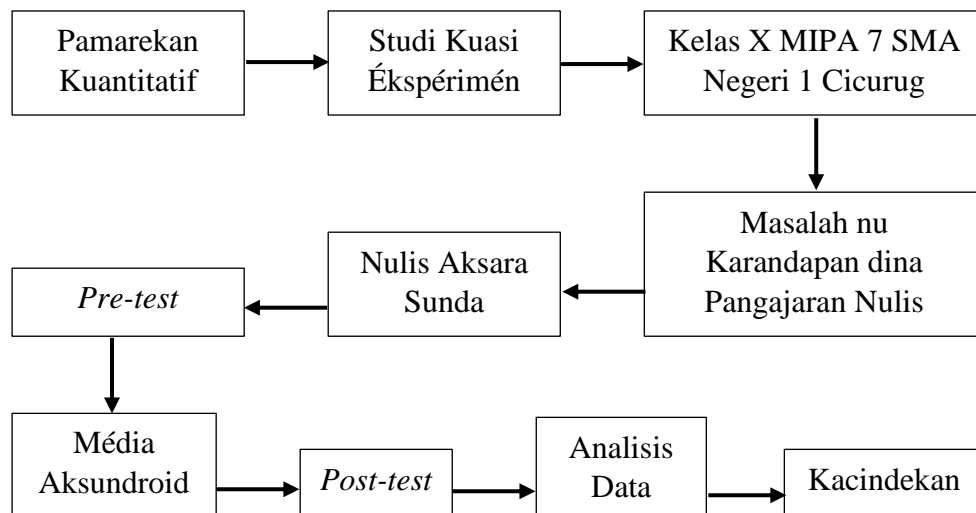 Pamarekan
Kuantitatif
Studi Kuasi
Ékspérimén
Kelas X MIPA 7 SMA
Negeri 1 Cicurug
Masalah nu
Karandapan dina
Pangajaran Nulis
Nulis Aksara
Sunda
Pre-test
Média
Aksundroid
Post-test
Analisis
Data
Kacindekan